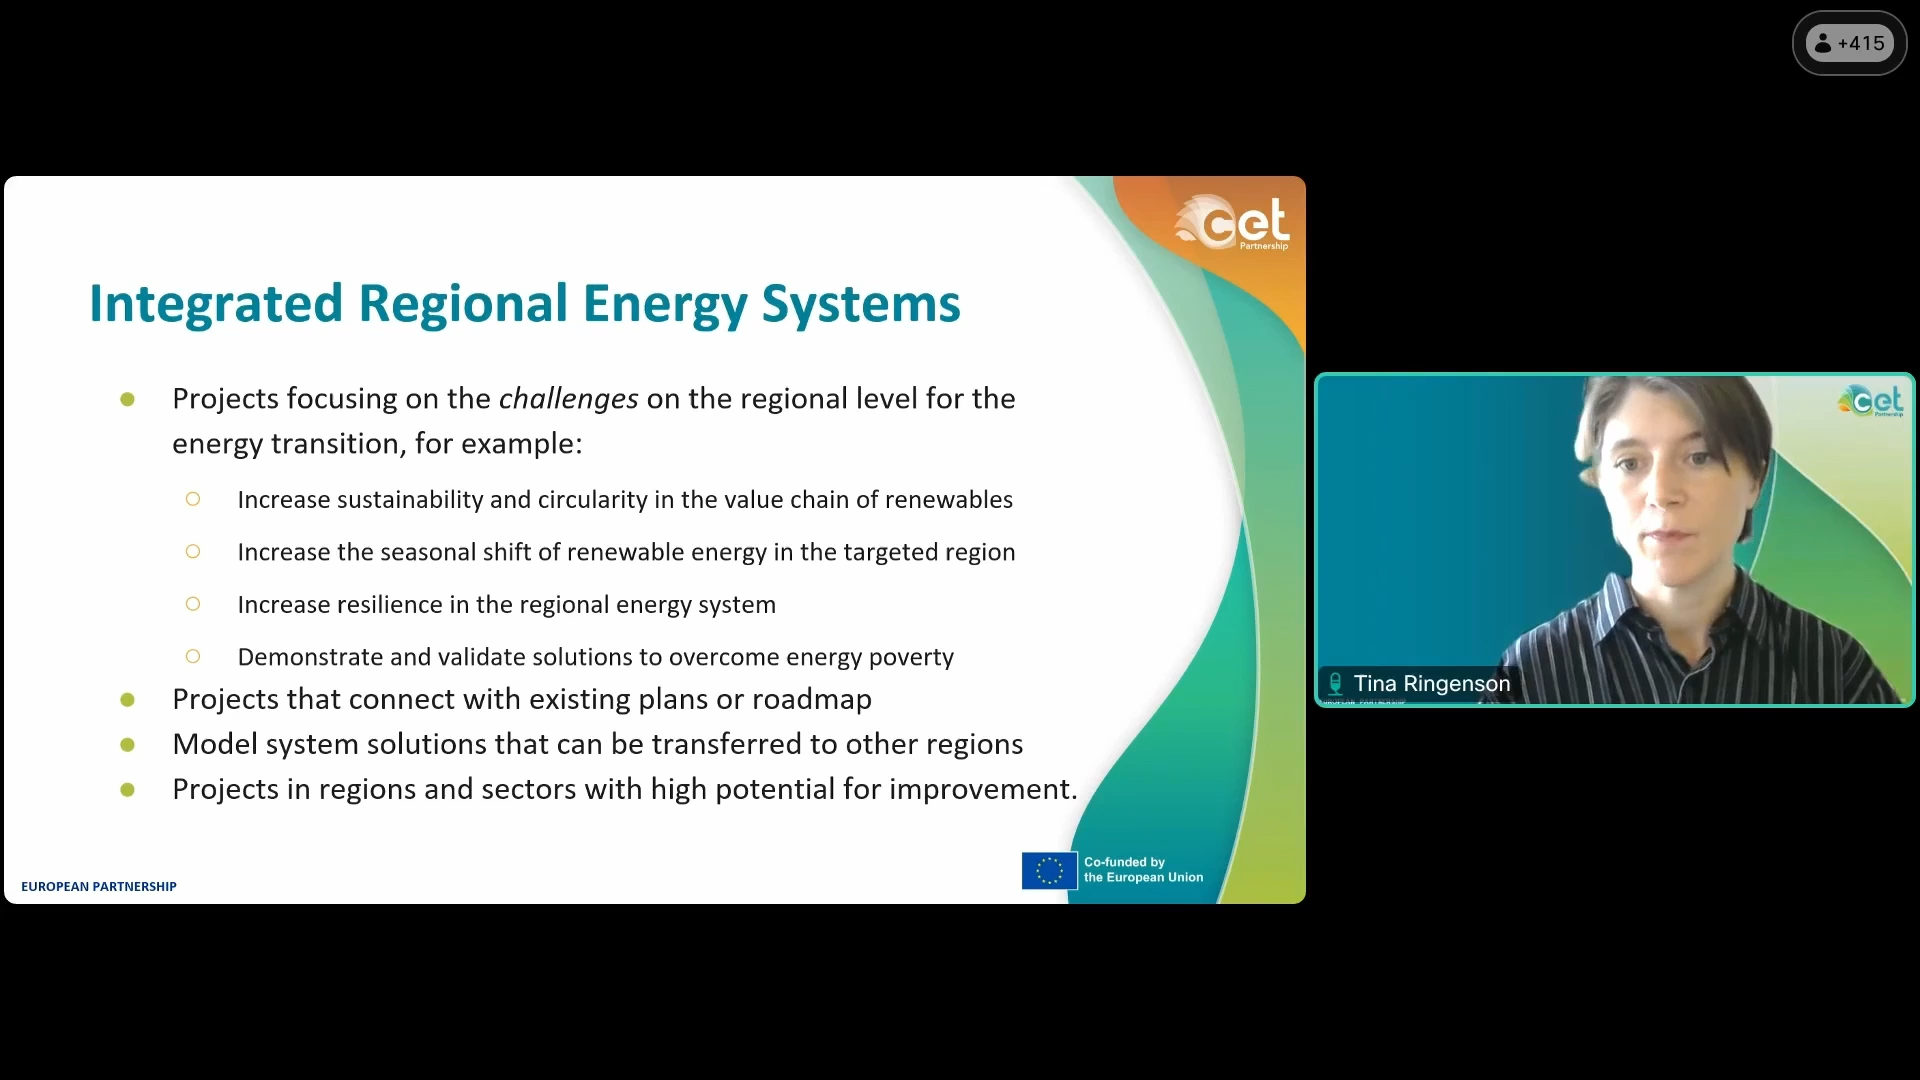 +415
cet
Partnership
Integrated Regional Energy Systems
Projects focusing on the challenges on the regional level for the
energy transition, for example:
Increase sustainability and circularity in the value chain of renewables
Increase the seasonal shift of renewable energy in the targeted region
Increase resilience in the regional energy system
Demonstrate and validate solutions to overcome energy poverty
Projects that connect with existing plans or roadmap
Model system solutions that can be transferred to other regions
Projects in regions and sectors with high potential for improvement.
Co-funded by
the European Union
EUROPEAN PARTNERSHIP
cet
Partnership
Tina Ringenson
EUROPEAN PARTNERSHIP